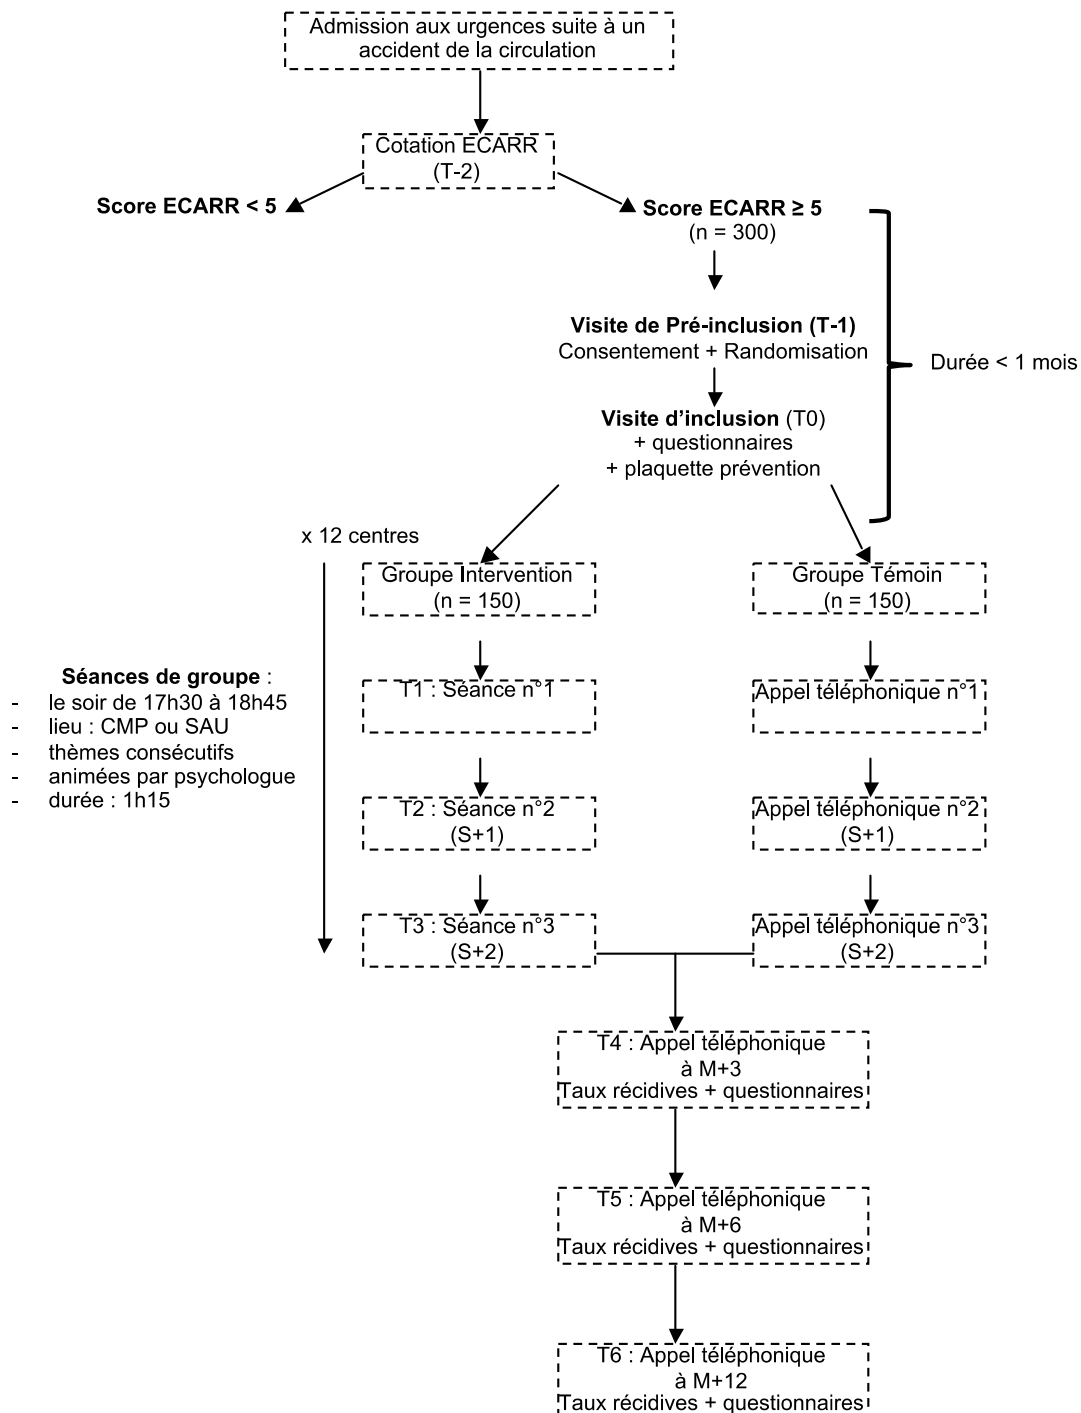 Admission aux urgences suite à un
accident de la circulation
Cotation ECARR
(T-2)
Score ECARR < 5
Score ECARR ≥ 5
(n = 300)
Visite de Pré-inclusion (T-1)
Consentement + Randomisation
Durée < 1 mois
Visite d'inclusion (T0)
+ questionnaires
+ plaquette prévention
x 12 centres
Groupe Intervention
(n = 150)
Groupe Témoin
(n = 150)
Séances de groupe :
- le soir de 17h30 à 18h45
- lieu : CMP ou SAU
- thèmes consécutifs
- animées par psychologue
- durée : 1h15
T1 : Séance n°1
Appel téléphonique n°1
T2 : Séance n°2
(S+1)
Appel téléphonique n°2
(S+1)
T3 : Séance n°3
(S+2)
Appel téléphonique n°3
(S+2)
T4 : Appel téléphonique
à M+3
Taux récidives + questionnaires
T5 : Appel téléphonique
à M+6
Taux récidives + questionnaires
T6 : Appel téléphonique
à M+12
Taux récidives + questionnaires